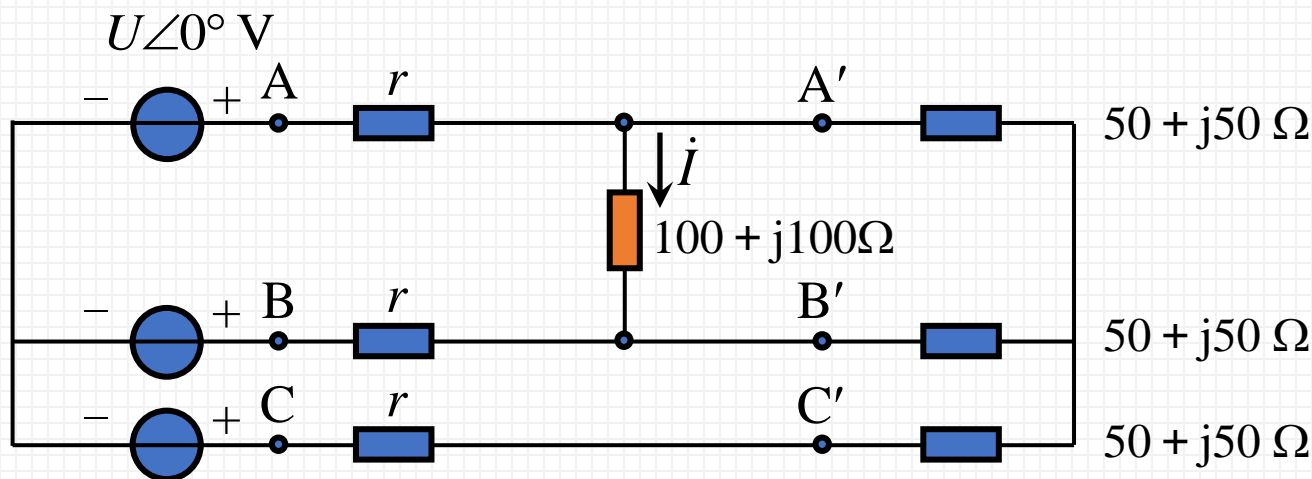 U∠0° V
− + A r A′ 50 + j50 Ω
İ
100 + j100Ω
− + B r B′ 50 + j50 Ω
− + C r C′ 50 + j50 Ω